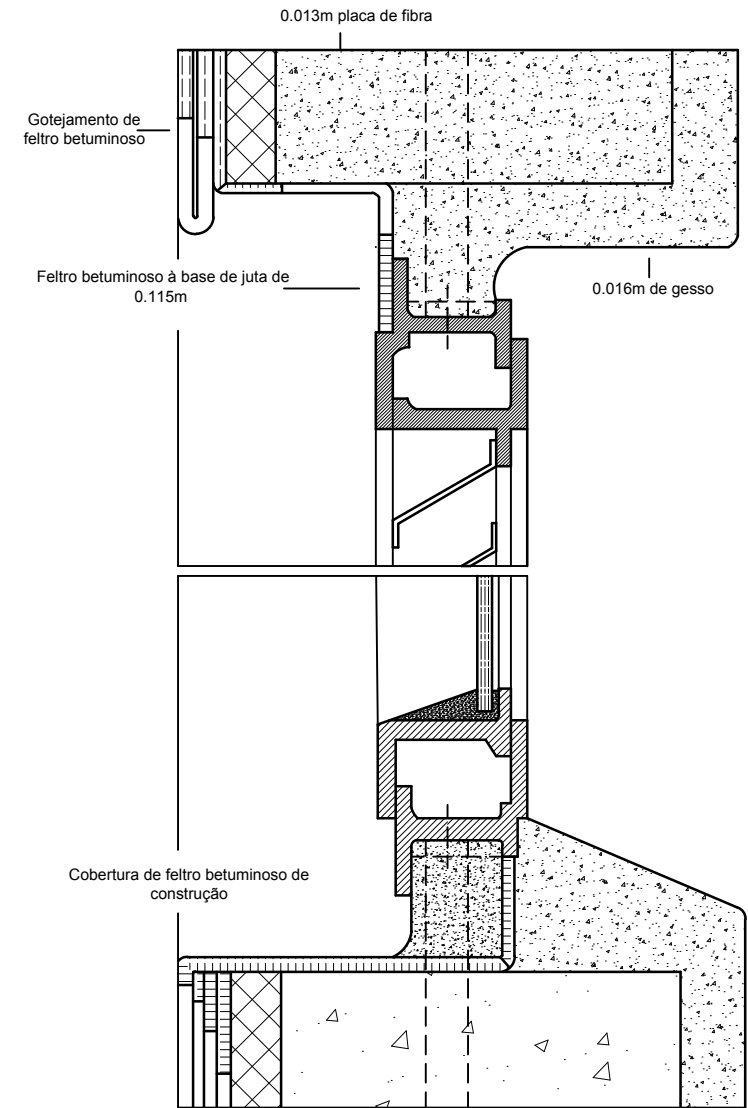 0.013m placa de fibra
Gotejamento de
feltro betuminoso
Feltro betuminoso à base de juta de
0.115m
0.016m de gesso
Cobertura de feltro betuminoso de
construção